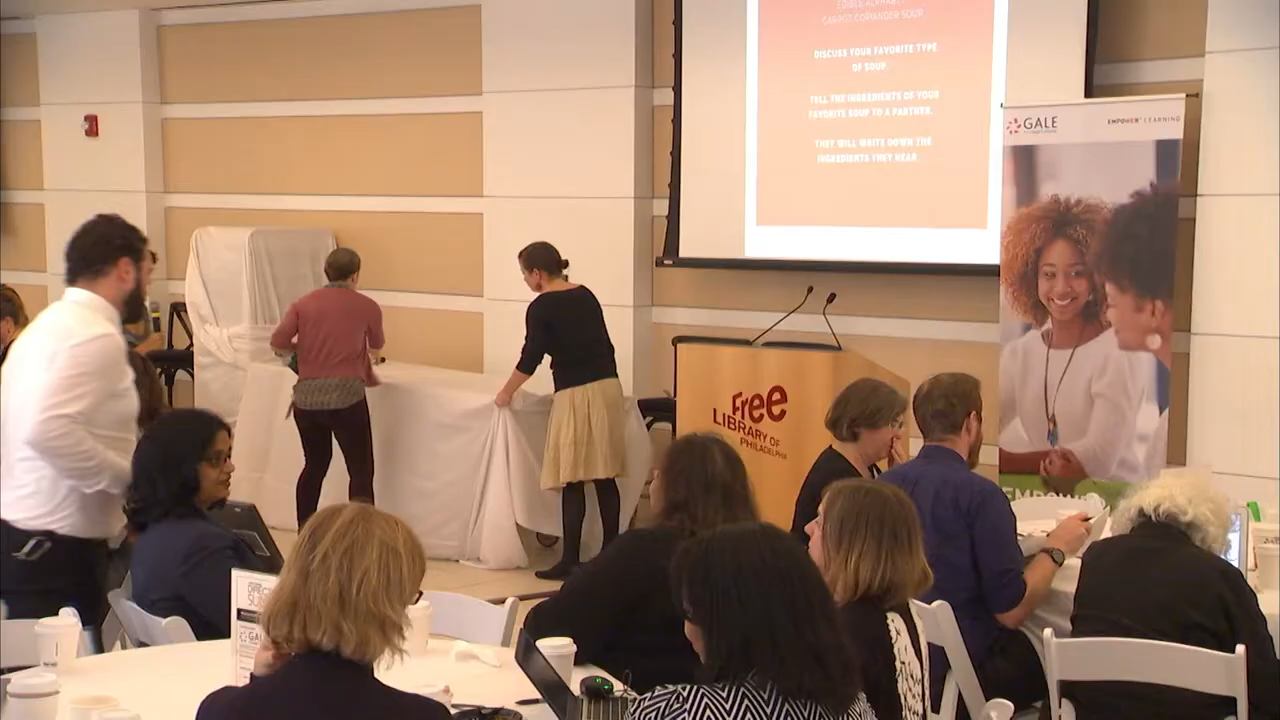 EDIBLE ALPHABET
CARROT CORIANDER SOUP
DISCUSS YOUR FAVORITE TYPE
OF SOUP.
TELL THE INGREDIENTS OF YOUR
FAVORITE SOUP TO A PARTNER.
THEY WILL WRITE DOWN THE
INGREDIENTS THEY HEAR.
GALE
EMPOWER LEARNING
Free
LIBRARY OF
PHILADELPHIA
GALE